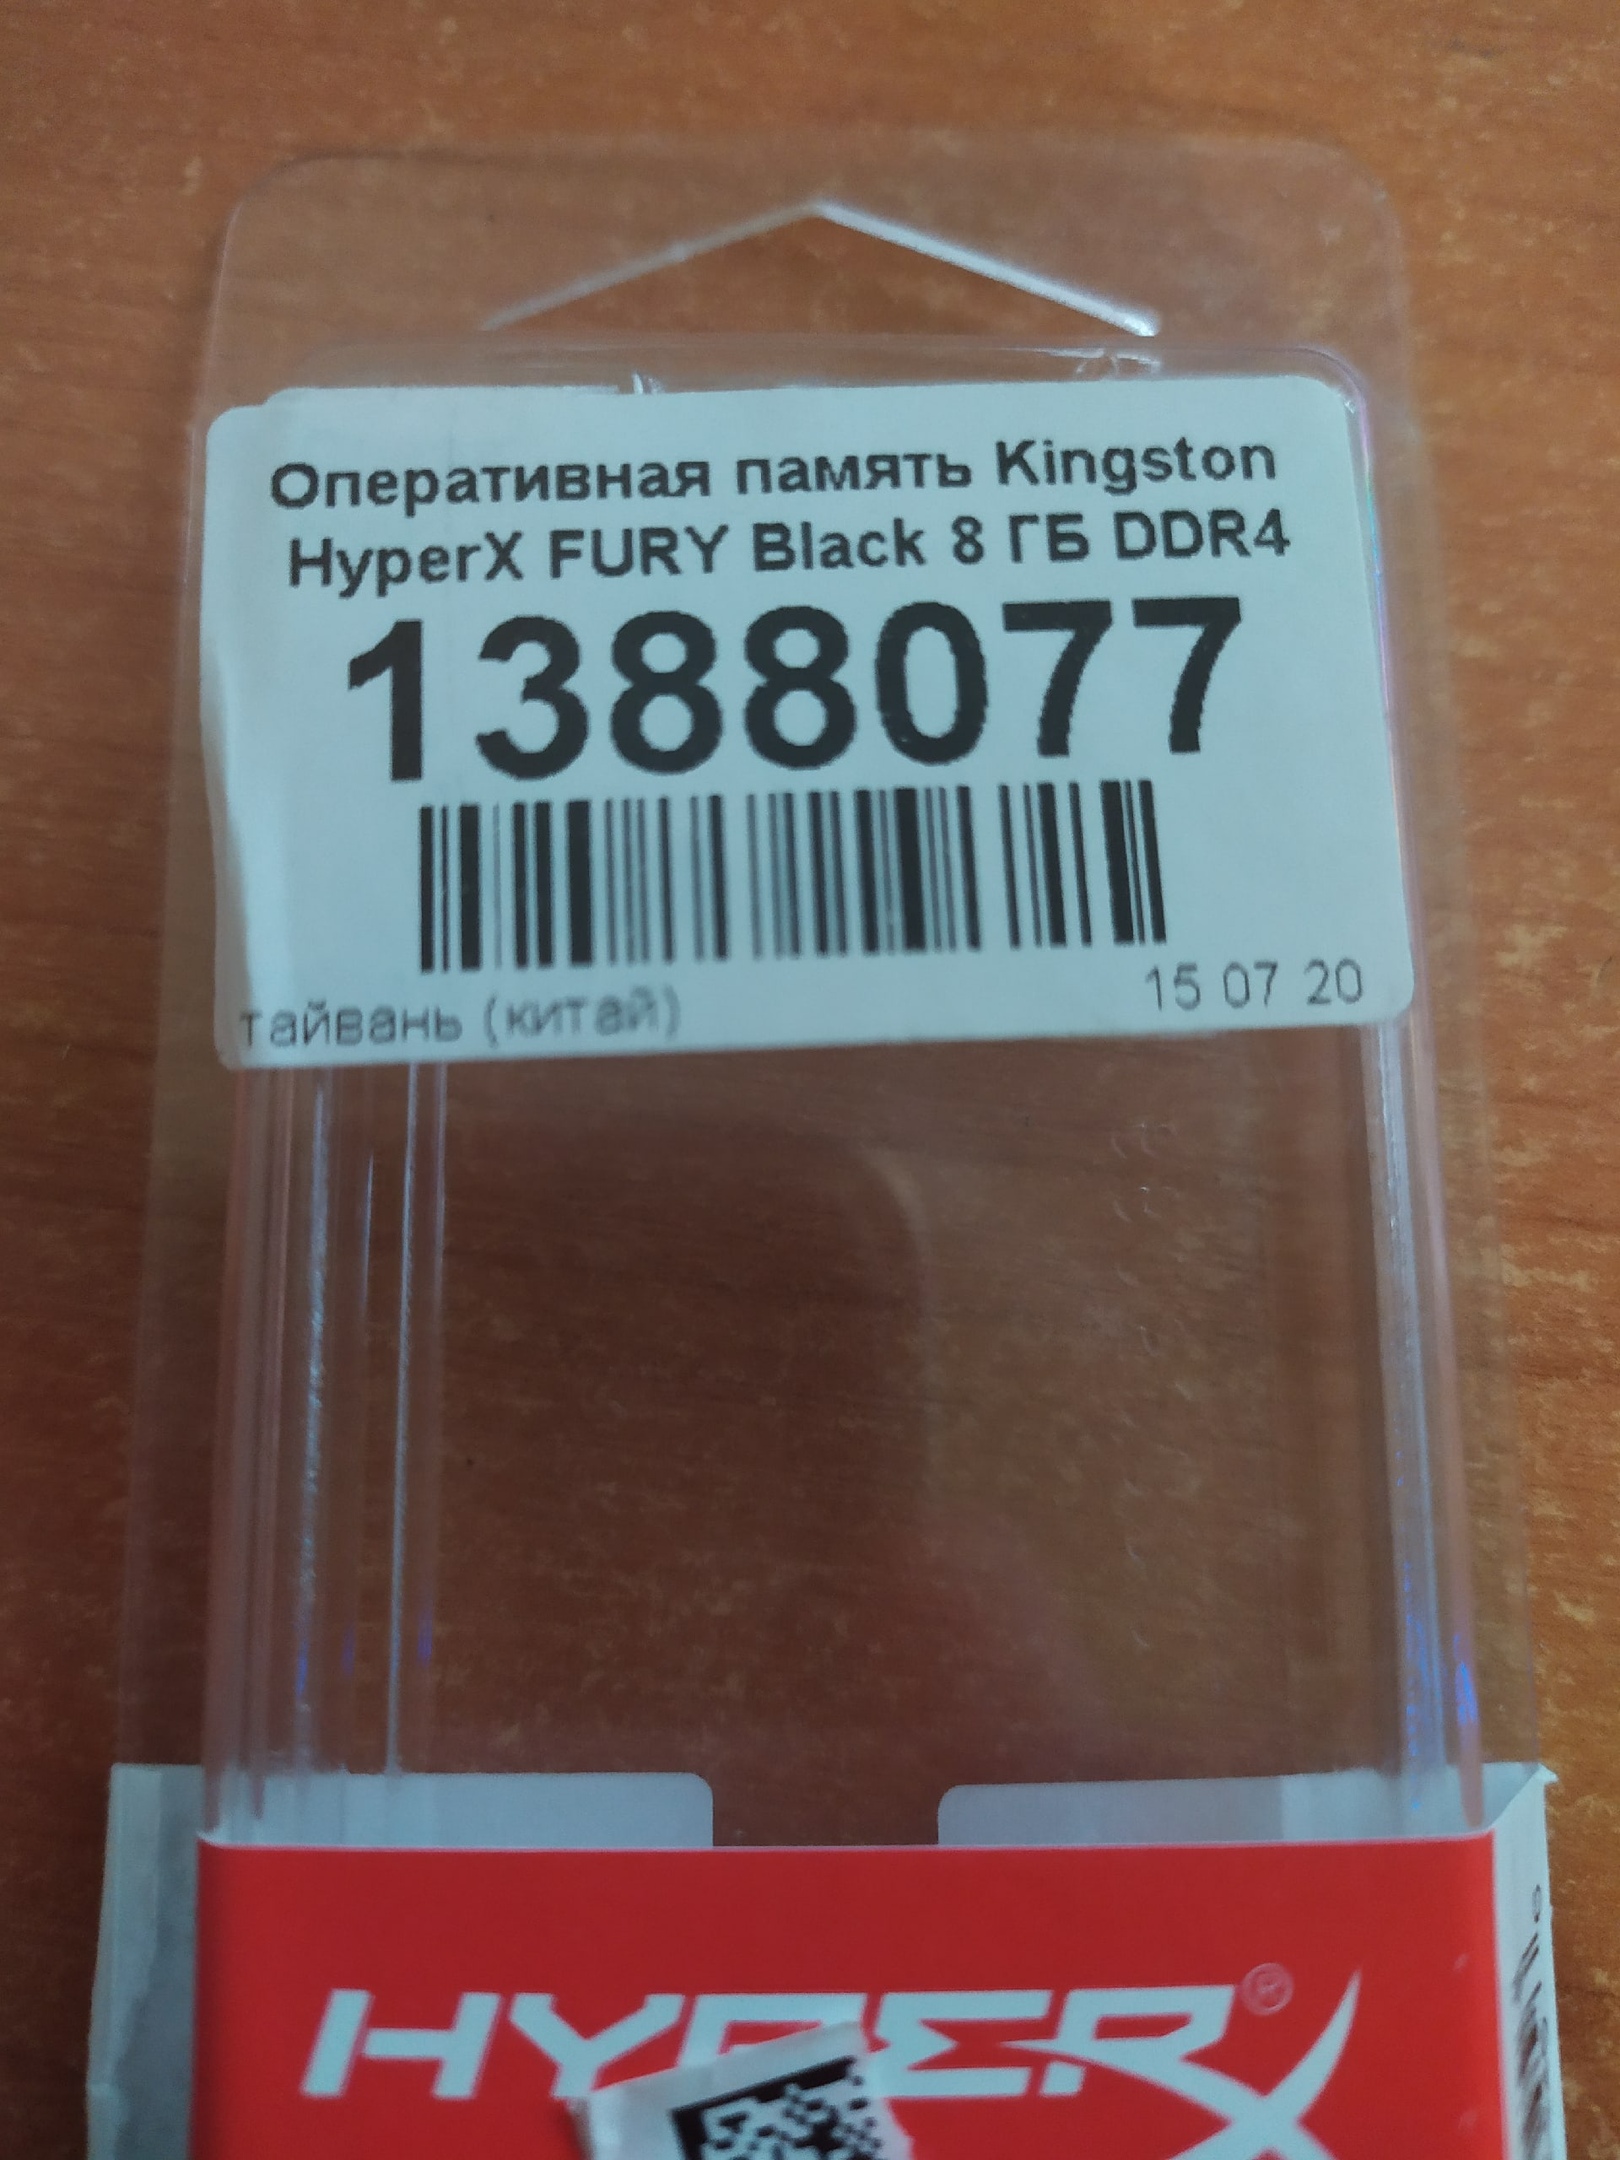 Оперативная память Kingston
HyperX FURY Black 8 ГБ DDR4
1388077
тайвань (китай)
15 07 20
HYPERX®